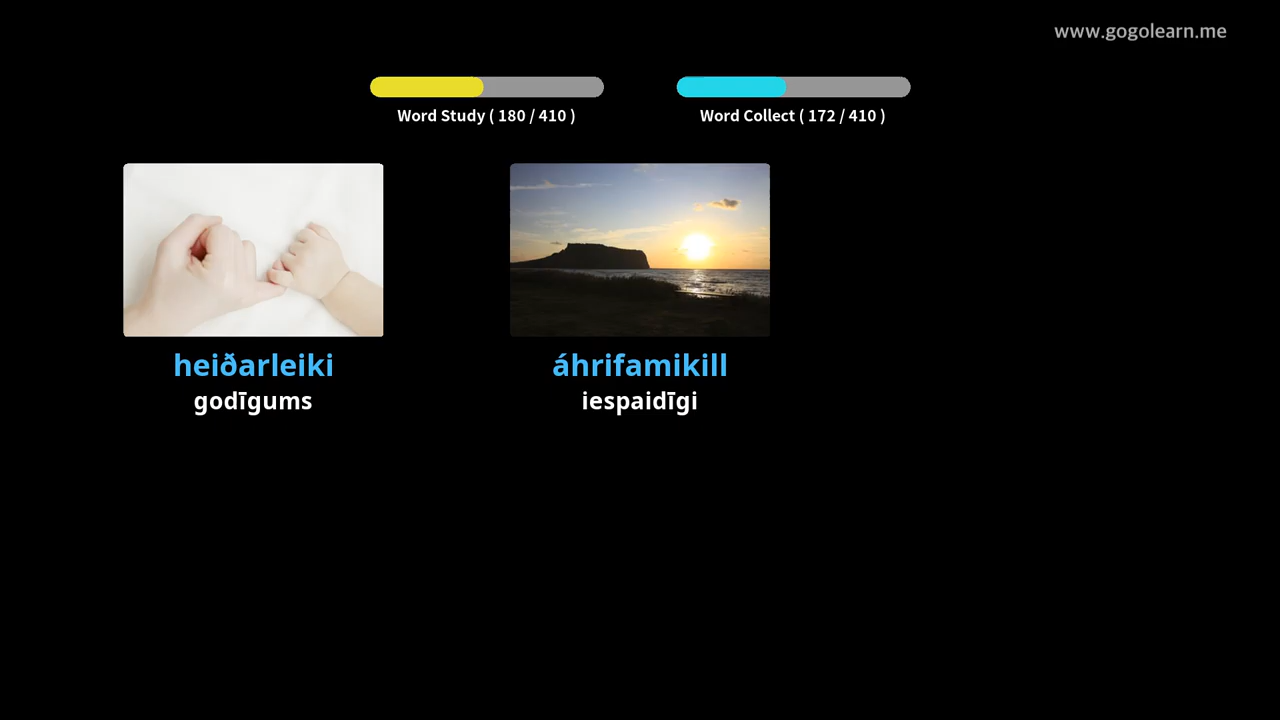 www.gogolearn.me
Word Study ( 180 / 410 )
Word Collect ( 172 / 410 )
heiðarleiki
godīgums
áhrifamikill
iespaidīgi